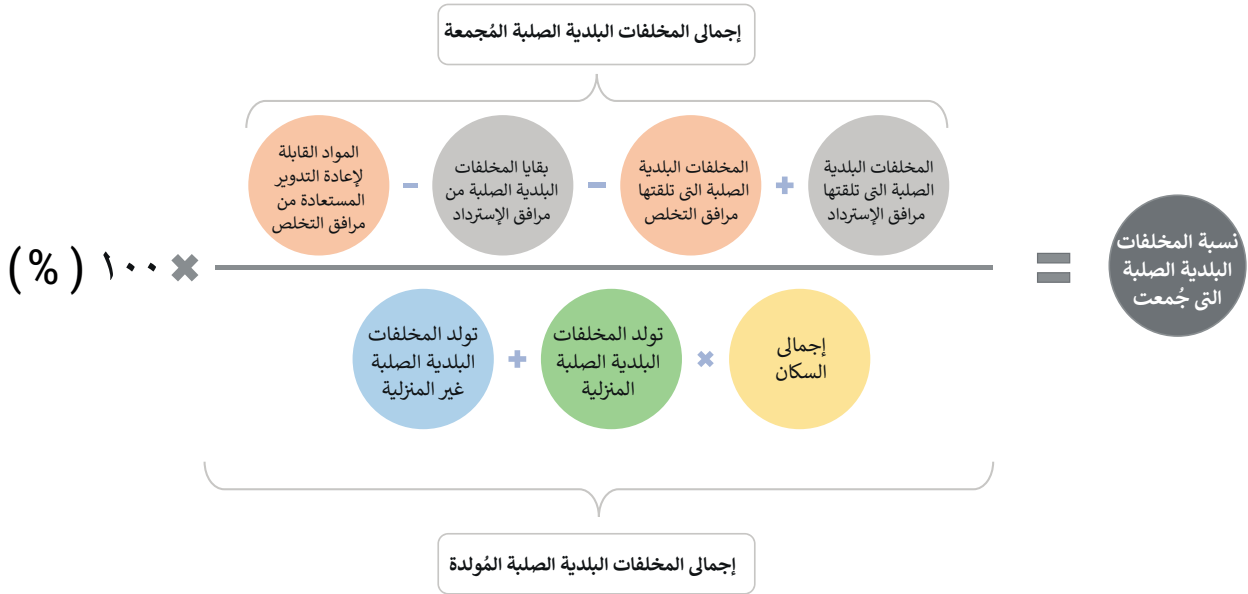 إجمالى المخلفات البلدية الصلبة المُجمعة
نسبة المخلفات
البلدية الصلبة
التى جُمعت
=
المخلفات البلدية
الصلبة التى تلقتها
مرافق الإسترداد
+
المخلفات البلدية
الصلبة التى تلقتها
مرافق التخلص
−
بقايا المخلفات
البلدية الصلبة من
مرافق الإسترداد
−
المواد القابلة
لإعادة التدوير
المستعادة من
مرافق التخلص
إجمالى
السكان
×
تولد المخلفات
البلدية الصلبة
المنزلية
+
تولد المخلفات
البلدية الصلبة
غير المنزلية
× ١٠٠ (%)
إجمالى المخلفات البلدية الصلبة المُولدة